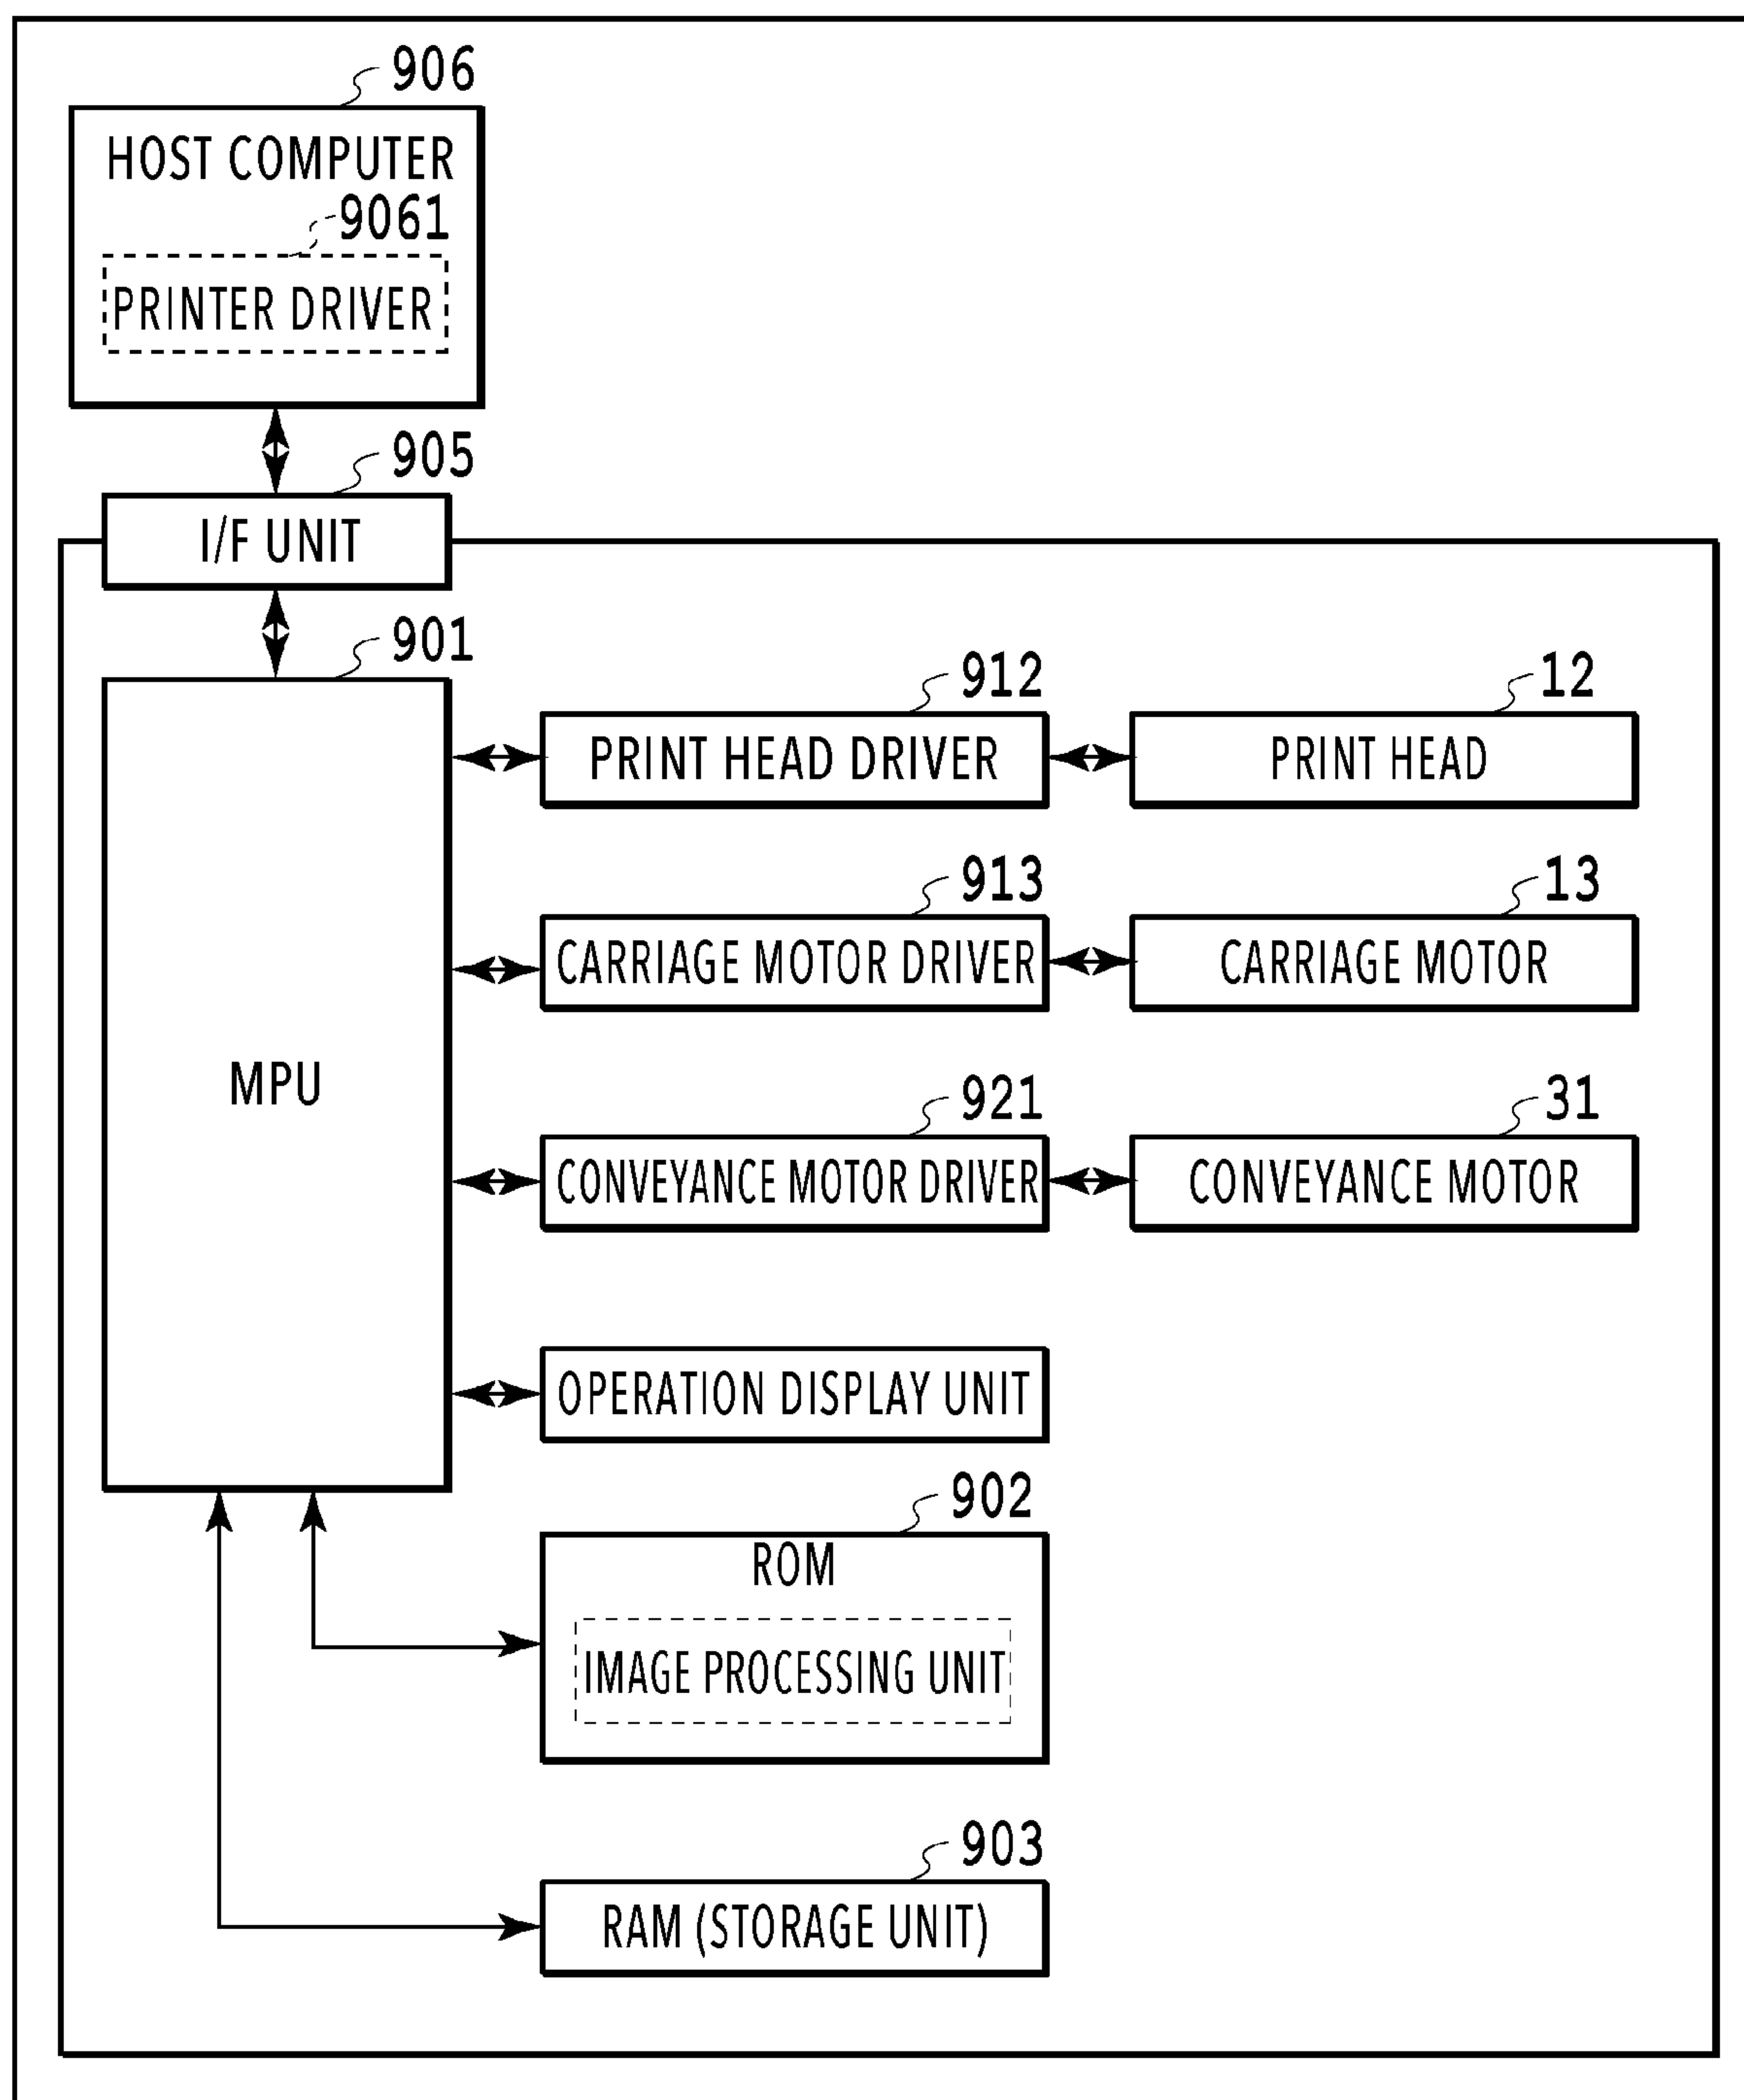 906
HOST COMPUTER
9061
PRINTER DRIVER
905
I/F UNIT
901
MPU
912
PRINT HEAD DRIVER
12
PRINT HEAD
913
CARRIAGE MOTOR DRIVER
13
CARRIAGE MOTOR
921
CONVEYANCE MOTOR DRIVER
31
CONVEYANCE MOTOR
OPERATION DISPLAY UNIT
902
ROM
IMAGE PROCESSING UNIT
903
RAM (STORAGE UNIT)